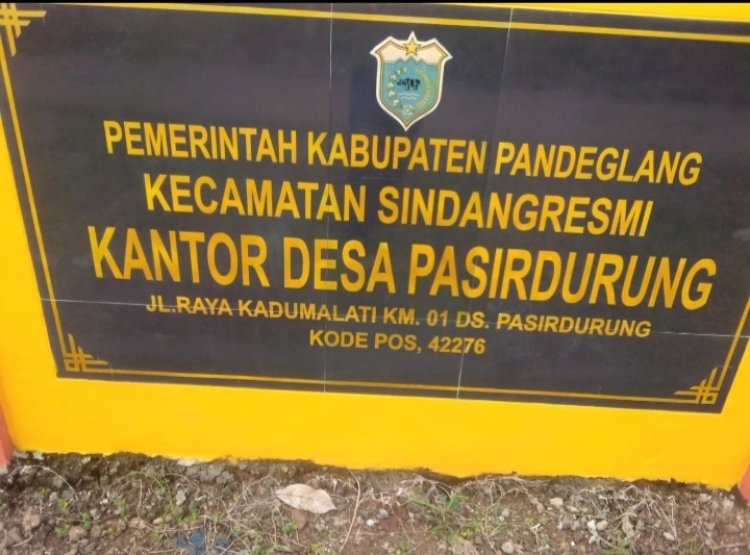 PEMERINTAH KABUPATEN PANDEGLANG
KECAMATAN SINDANGRESMI
KANTOR DESA PASIRDURUNG
JL.RAYA KADUMALATI KM. 01 DS. PASIRDURUNG
KODE POS, 42276